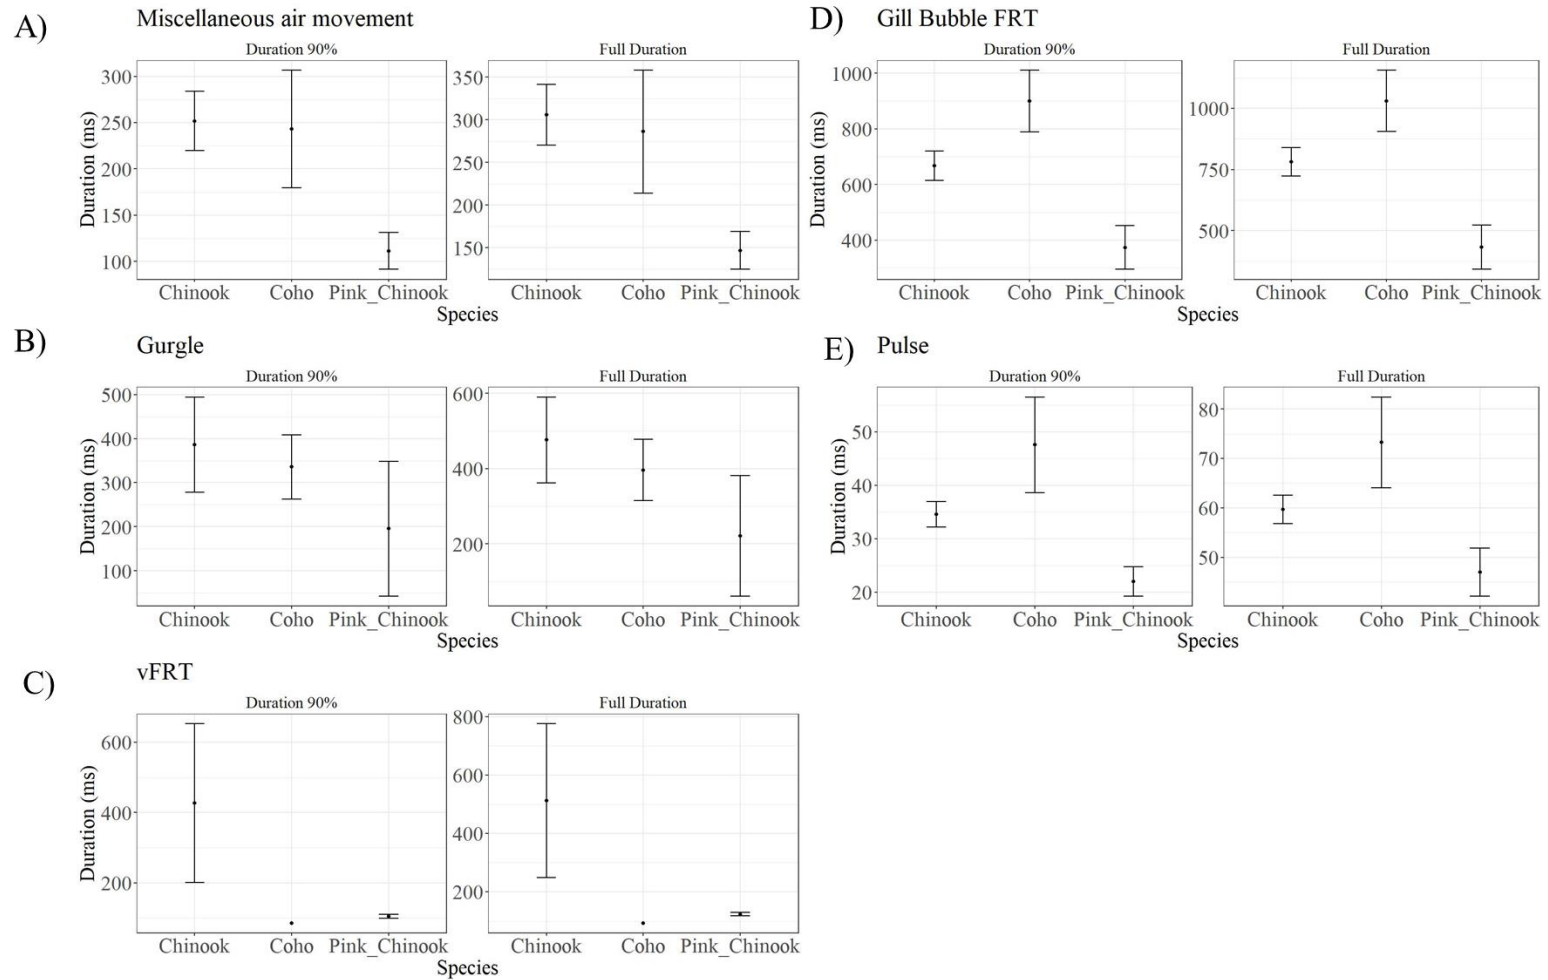 A)
Miscellaneous air movement
Duration 90%
Full Duration
Duration (ms)
300
250
200
150
100
350
300
250
200
150
Chinook Coho Pink_Chinook
Chinook Coho Pink_Chinook
Species
B)
Gurgle
Duration 90%
Full Duration
Duration (ms)
500
400
300
200
100
600
400
200
Chinook Coho Pink_Chinook
Chinook Coho Pink_Chinook
Species
C)
vFRT
Duration 90%
Full Duration
Duration (ms)
600
400
200
800
600
400
200
Chinook Coho Pink_Chinook
Chinook Coho Pink_Chinook
Species
D)
Gill Bubble FRT
Duration 90%
Full Duration
Duration (ms)
1000
800
600
400
1000
750
500
Chinook Coho Pink_Chinook
Chinook Coho Pink_Chinook
Species
E)
Pulse
Duration 90%
Full Duration
Duration (ms)
50
40
30
20
80
70
60
50
Chinook Coho Pink_Chinook
Chinook Coho Pink_Chinook
Species